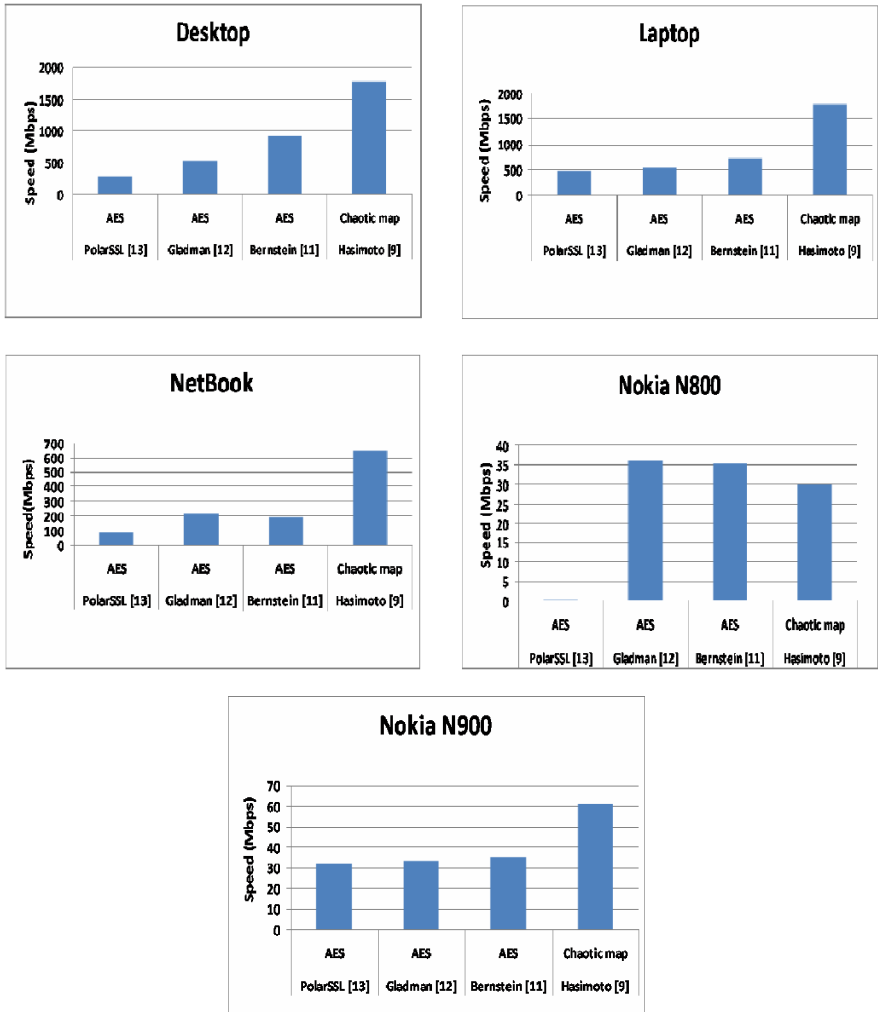 Desktop
Speed (Mbps)
2000
1500
1000
500
0
AES AES AES Chaotic map
PolarSSL [13] Gladman [12] Bernstein [11] Hasimoto [9]
Laptop
Speed (Mbps)
2000
1500
1000
500
0
AES AES AES Chaotic map
PolarSSL [13] Gladman [12] Bernstein [11] Hasimoto [9]
NetBook
Speed(Mbps)
700
600
500
400
300
200
100
0
AES AES AES Chaotic map
PolarSSL [13] Gladman [12] Bernstein [11] Hasimoto [9]
Nokia N800
Speed (Mbps)
40
35
30
25
20
15
10
5
0
AES AES AES Chaotic map
PolarSSL [13] Gladman [12] Bernstein [11] Hasimoto [9]
Nokia N900
Speed (Mbps)
70
60
50
40
30
20
10
0
AES AES AES Chaotic map
PolarSSL [13] Gladman [12] Bernstein [11] Hasimoto [9]